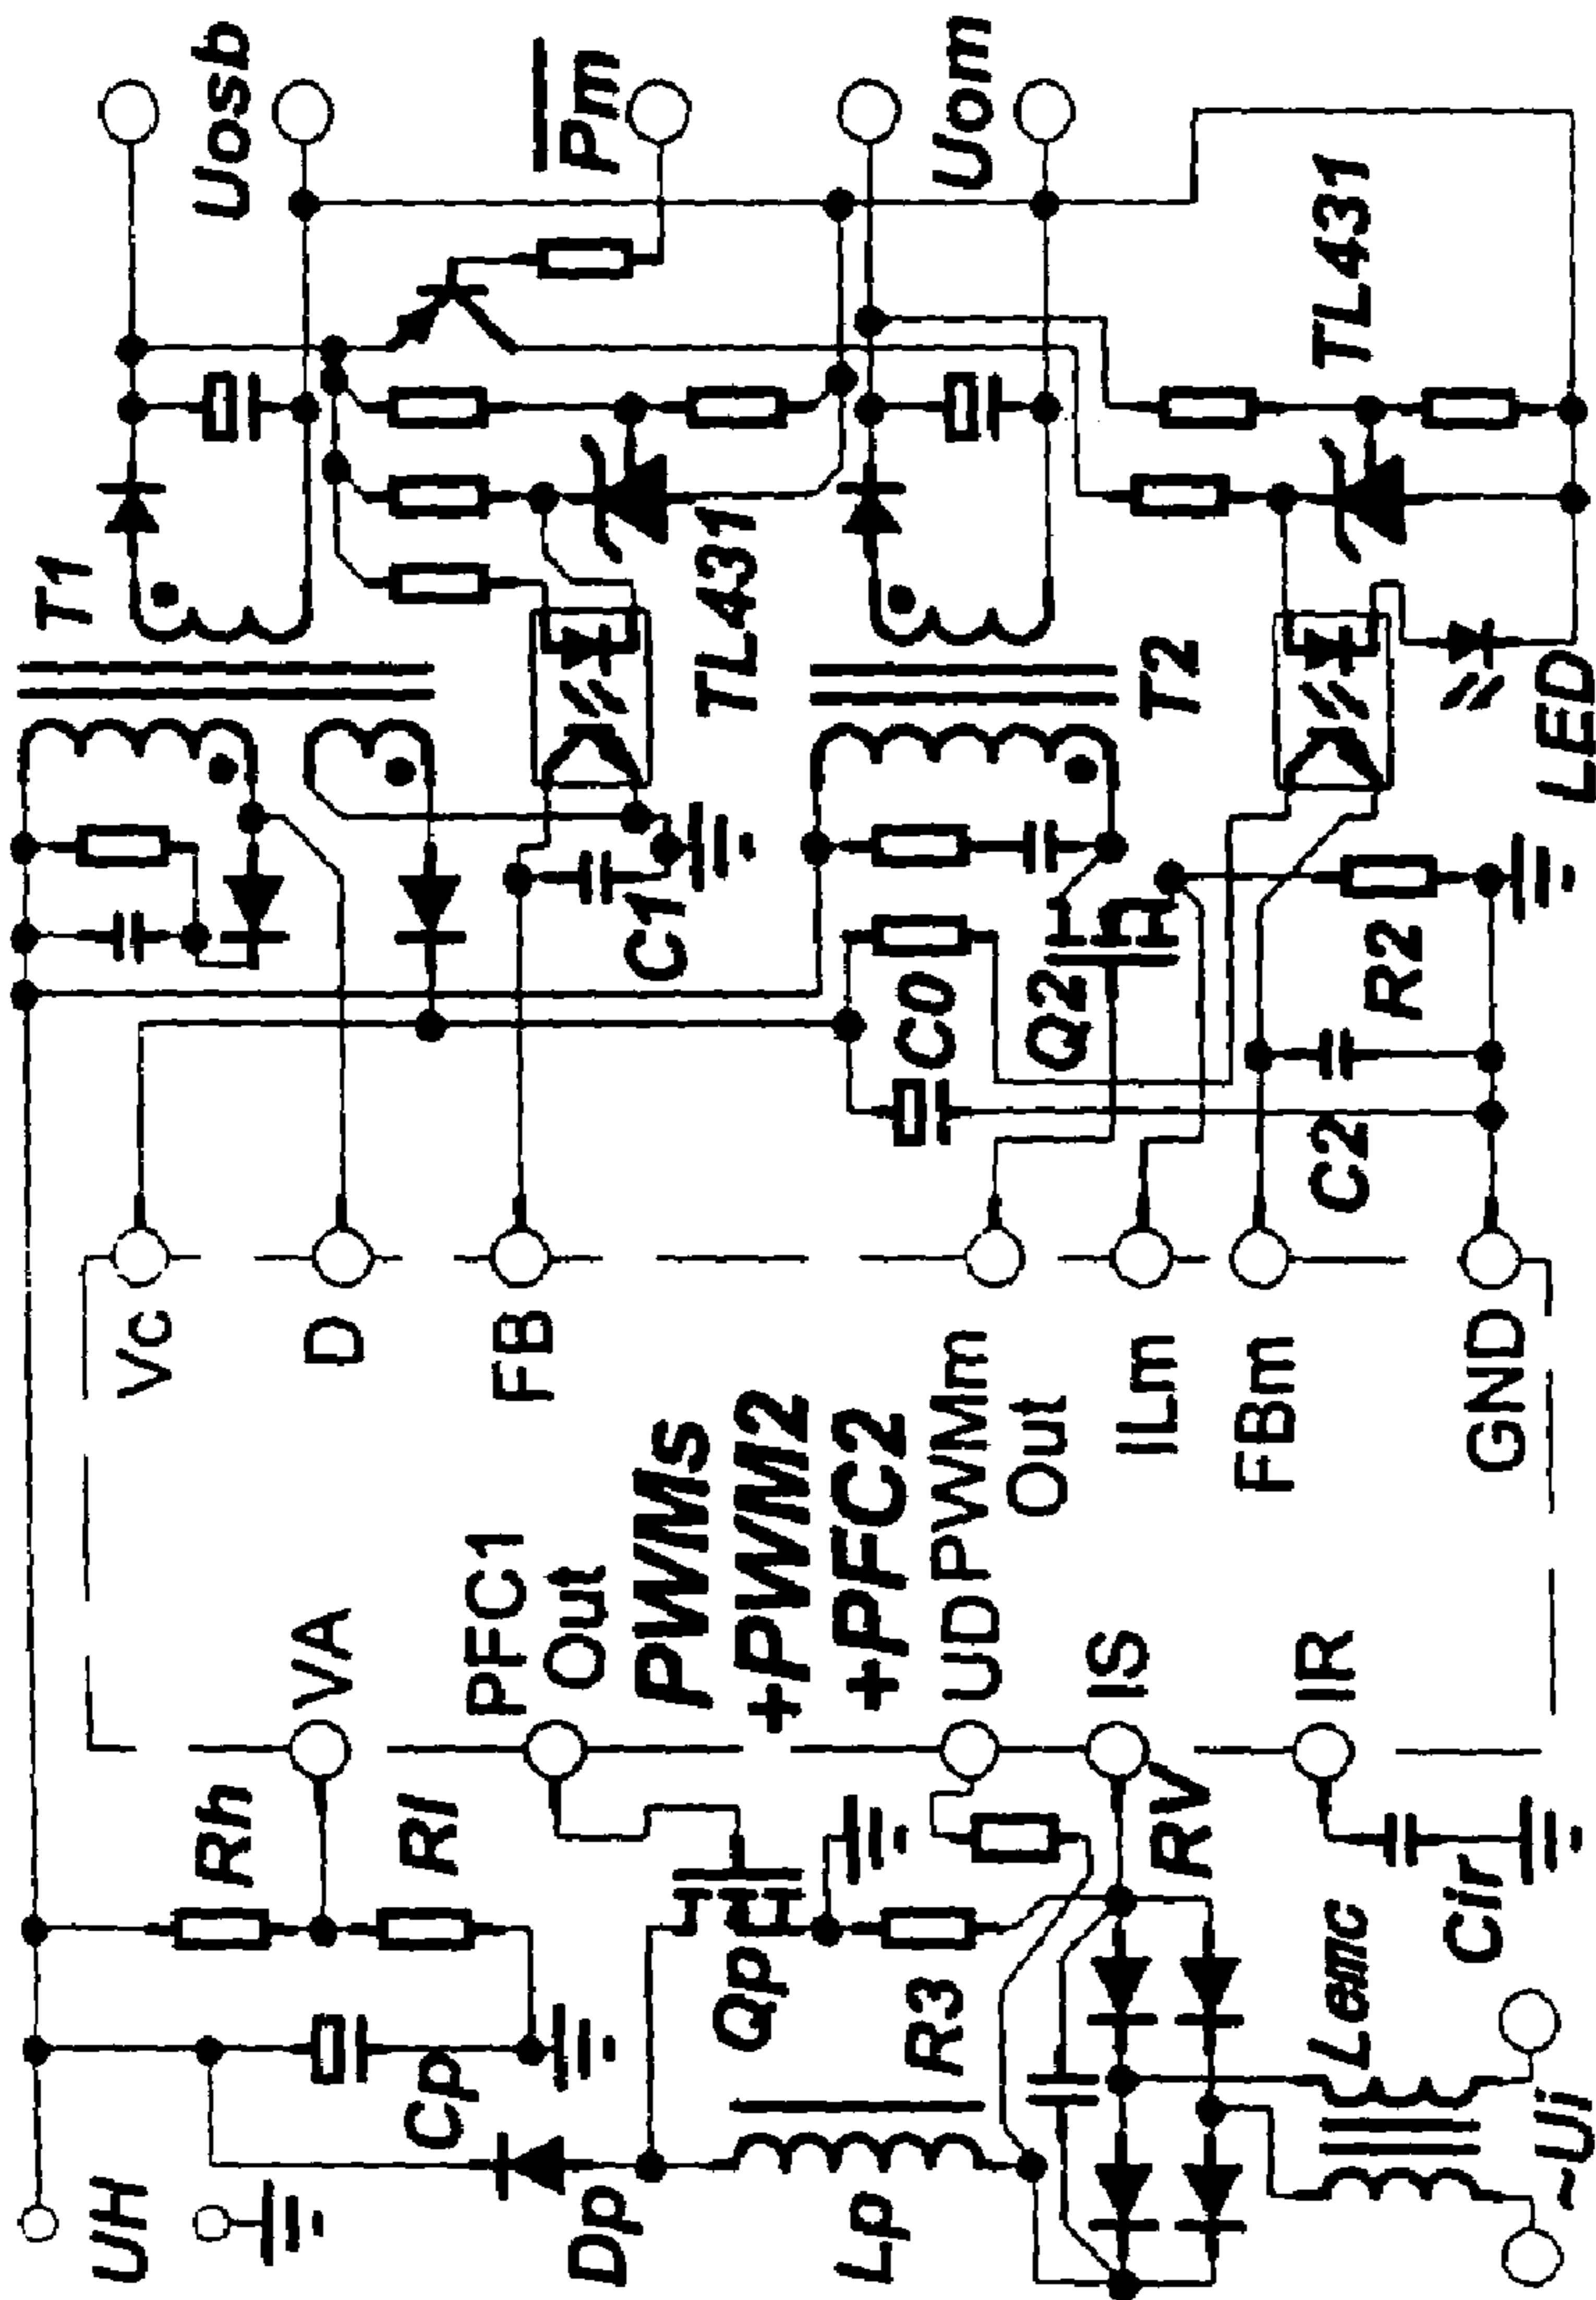 UH
Rh
Rl
Cp
Dp
Qp
Lp
R3
RV
Lemc
Cir
~Ui
VA
PFC1
Out
PWMs
+PWM2
+PFC2
UD
IS
IR
Vc
D
FB
PWMm
Out
ILm
FBm
GND
C1
C0
Q2
C2
R2
T1
TL431
T2
LED
Uosb
Pm
Uom
TL431